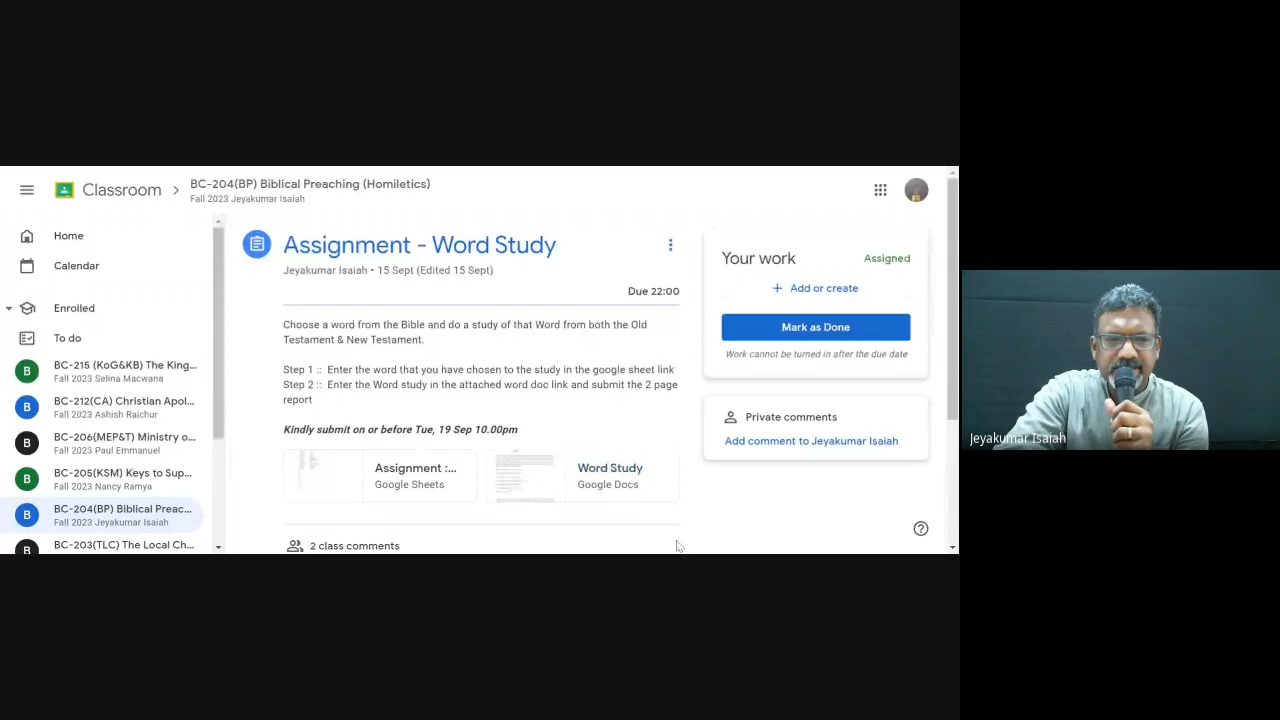 Classroom
BC-204(BP) Biblical Preaching (Homiletics)
Fall 2023 Jeyakumar Isaiah
Home
Calendar
Enrolled
To do
B
BC-215 (KoG&KB) The King...
Fall 2023 Selina Macwana
B
BC-212(CA) Christian Apol...
Fall 2023 Ashish Raichur
B
BC-206(MEP&T) Ministry o...
Fall 2023 Paul Emmanuel
B
BC-205(KSM) Keys to Sup...
Fall 2023 Nancy Ramya
B
BC-204(BP) Biblical Preac...
Fall 2023 Jeyakumar Isaiah
B
BC-203(TLC) The Local Ch...
Assignment - Word Study
Jeyakumar Isaiah • 15 Sept (Edited 15 Sept)
Due 22:00
Choose a word from the Bible and do a study of that Word from both the Old
Testament & New Testament.
Step 1 :: Enter the word that you have chosen to the study in the google sheet link
Step 2 :: Enter the Word study in the attached word doc link and submit the 2 page
report
Kindly submit on or before Tue, 19 Sep 10.00pm
Assignment :...
Google Sheets
Word Study
Google Docs
2 class comments
Your work
Assigned
+ Add or create
Mark as Done
Work cannot be turned in after the due date
Private comments
Add comment to Jeyakumar Isaiah
Jeyakumar Isaiah